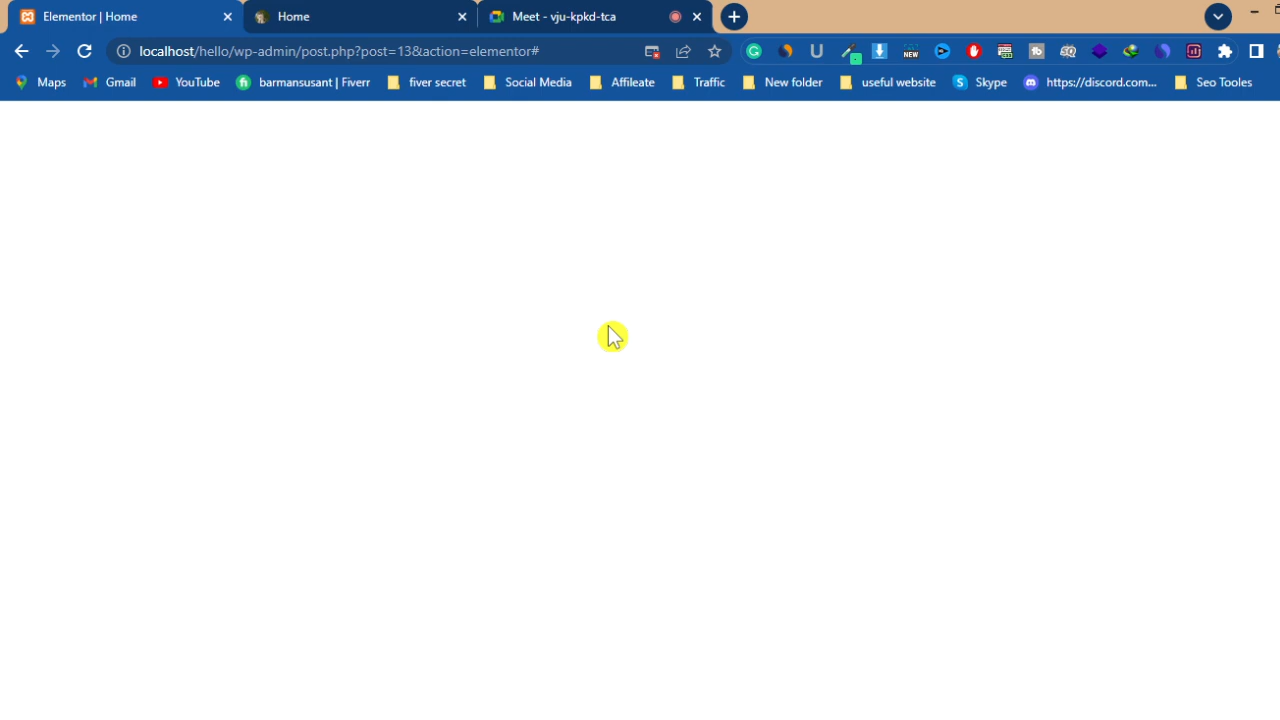 Elementor | Home
Home
Meet - vju-kpkd-tca
localhost/hello/wp-admin/post.php?post=13&action=elementor#
NEW
Maps
Gmail
YouTube
barmansusant | Fiverr
fiver secret
Social Media
Affileate
Traffic
New folder
useful website
Skype
https://discord.com...
Seo Tooles